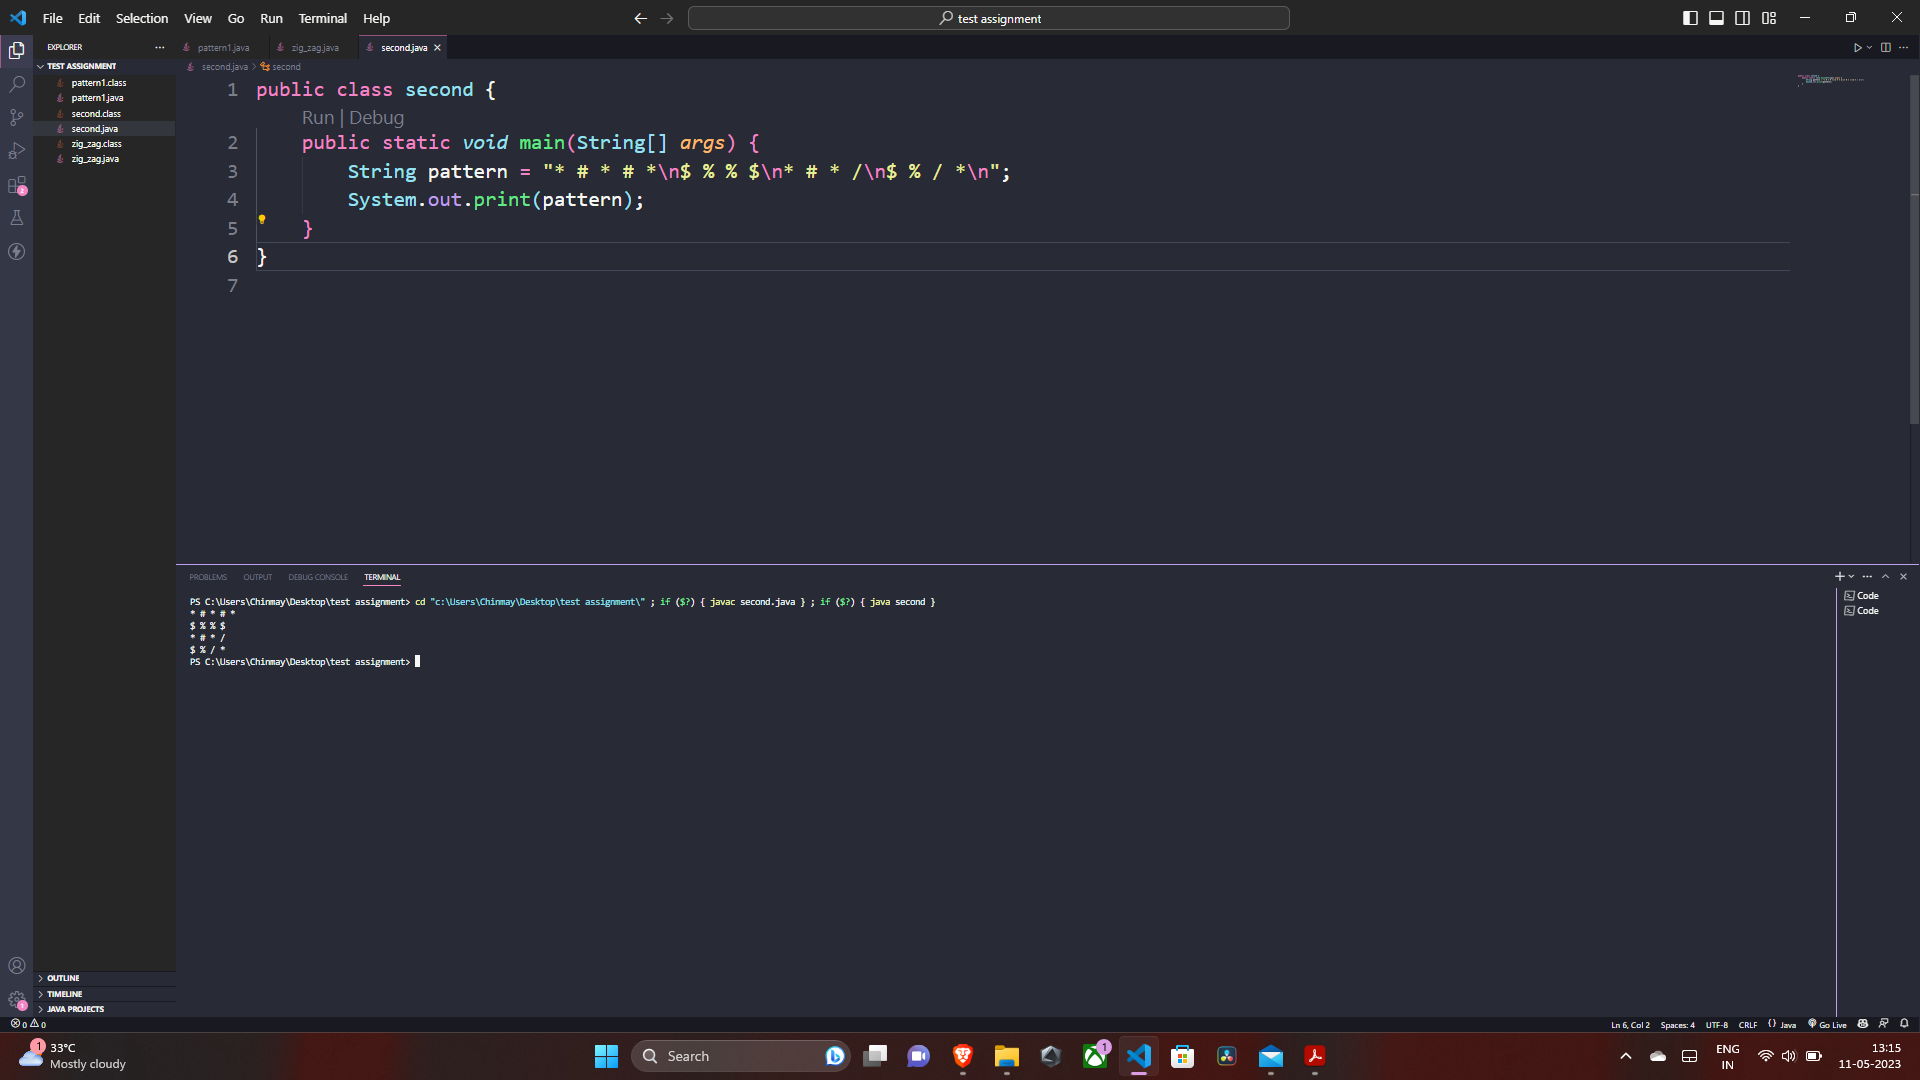 File Edit Selection View Go Run Terminal Help
test assignment
EXPLORER
pattern1.java
zig_zag.java
second.java
TEST ASSIGNMENT
second.java > second
pattern1.class
pattern1.java
second.class
second.java
zig_zag.class
zig_zag.java
1 public class second {
Run | Debug
2 public static void main(String[] args) {
3 String pattern = "* # * # *\n$ % % $\n* # * /\n$ % / *\n";
4 System.out.print(pattern);
5 }
6 }
7
PROBLEMS OUTPUT DEBUG CONSOLE TERMINAL
PS C:\Users\Chinmay\Desktop\test assignment> cd "c:\Users\Chinmay\Desktop\test assignment\" ; if ($?) { javac second.java } ; if ($?) { java second }
* # * # *
$ % % $
* # * /
$ % / *
PS C:\Users\Chinmay\Desktop\test assignment>
Code
Code
OUTLINE
TIMELINE
JAVA PROJECTS
0 0
Ln 6, Col 2 Spaces: 4 UTF-8 CRLF {} Java Go Live
1
33°C
Mostly cloudy
Search
1
ENG
IN
13:15
11-05-2023